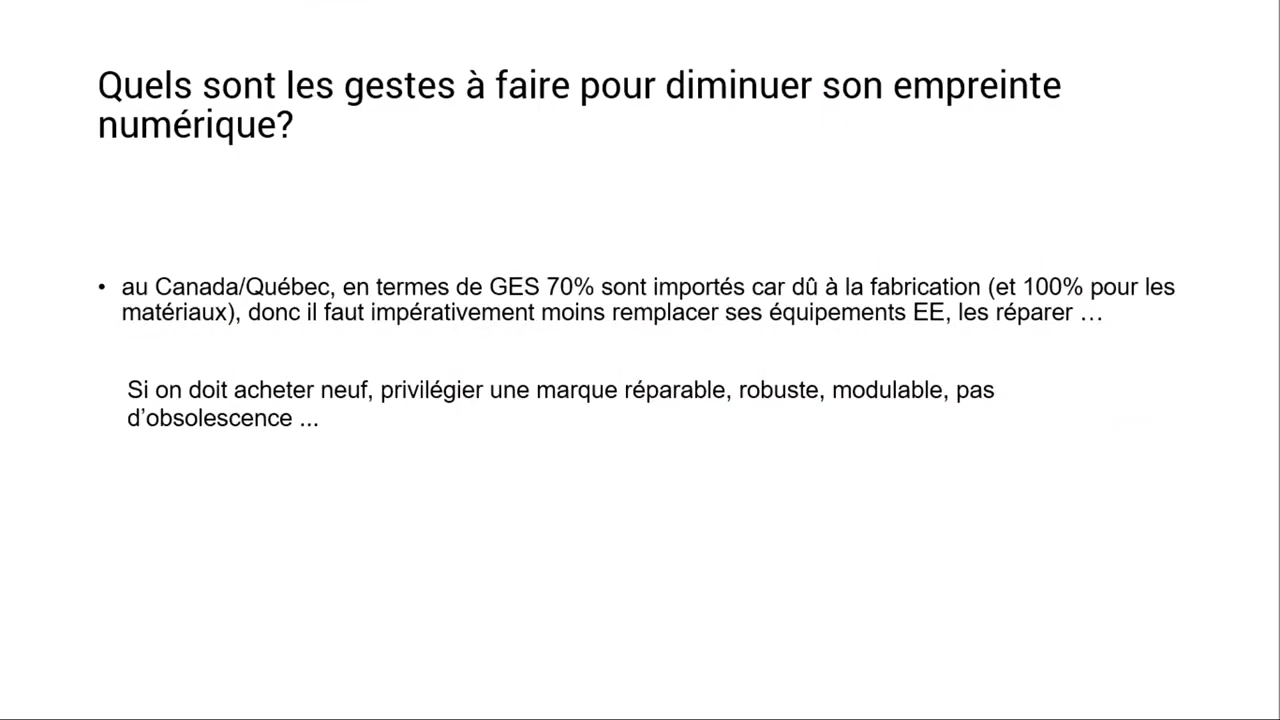 Quels sont les gestes à faire pour diminuer son empreinte
numérique?
• au Canada/Québec, en termes de GES 70% sont importés car dû à la fabrication (et 100% pour les
matériaux), donc il faut impérativement moins remplacer ses équipements EE, les réparer …
Si on doit acheter neuf, privilégier une marque réparable, robuste, modulable, pas
d’obsolescence ...